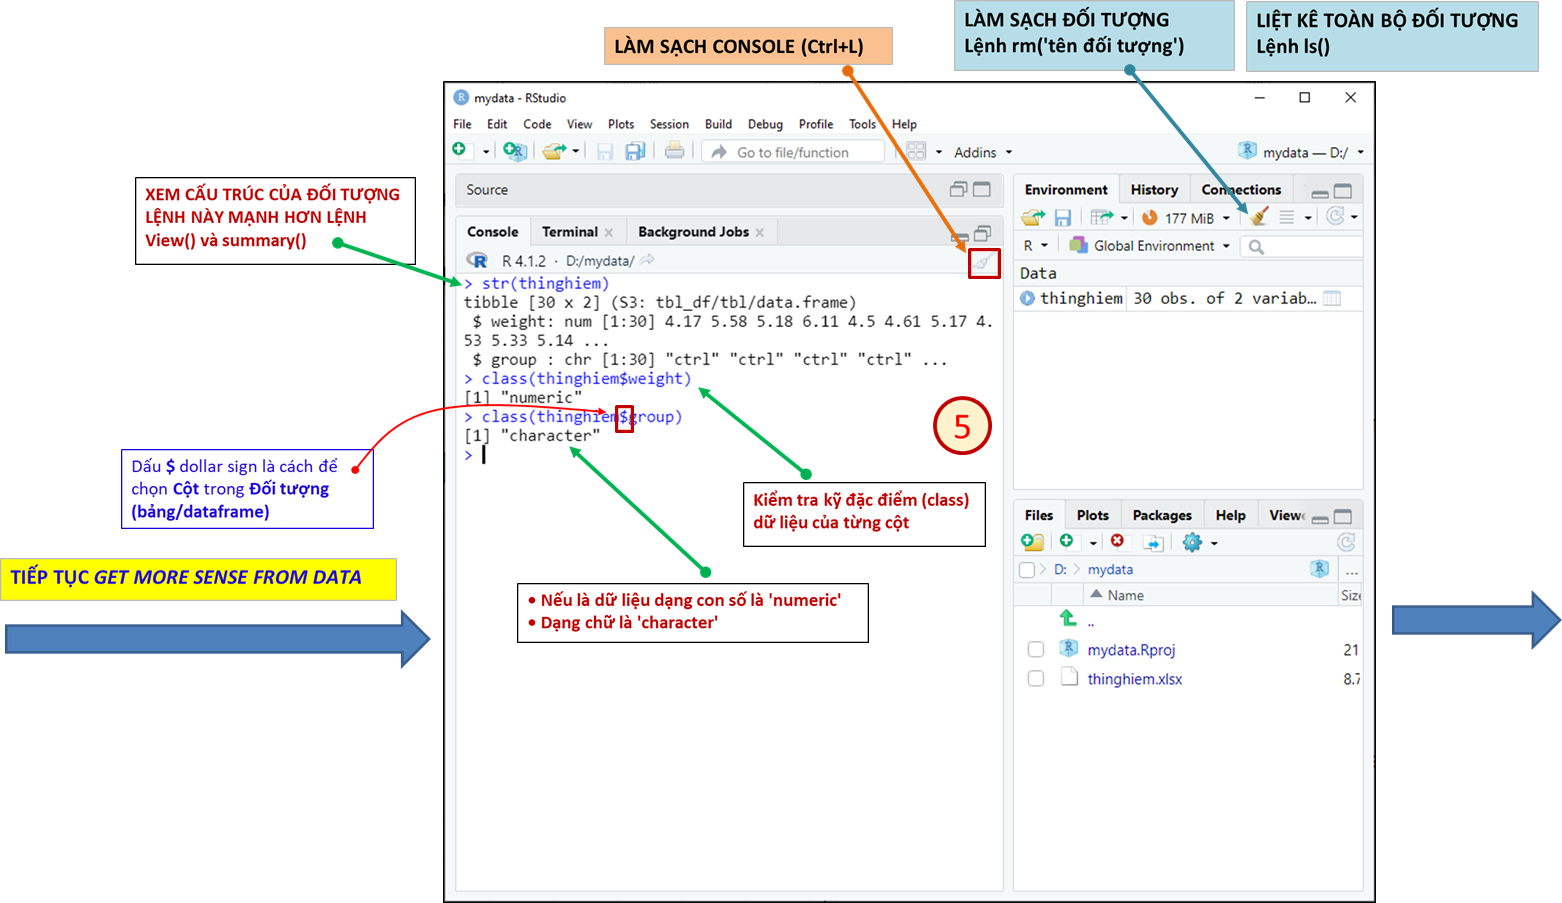 LÀM SẠCH CONSOLE (Ctrl+L)
LÀM SẠCH ĐỐI TƯỢNG
Lệnh rm('tên đối tượng')
LIỆT KÊ TOÀN BỘ ĐỐI TƯỢNG
Lệnh ls()
mydata - RStudio
File Edit Code View Plots Session Build Debug Profile Tools Help
Go to file/function
Addins
mydata — D:/
XEM CẤU TRÚC CỦA ĐỐI TƯỢNG
LỆNH NÀY MẠNH HƠN LỆNH
View() và summary()
Source
Console Terminal Background Jobs
R 4.1.2 · D:/mydata/
> str(thinghiem)
tibble [30 x 2] (S3: tbl_df/tbl/data.frame)
$ weight: num [1:30] 4.17 5.58 5.18 6.11 4.5 4.61 5.17 4.
53 5.33 5.14 ...
$ group : chr [1:30] "ctrl" "ctrl" "ctrl" "ctrl" ...
> class(thinghiem$weight)
[1] "numeric"
> class(thinghiem$group)
[1] "character"
>
5
Environment History Connections
177 MiB
R Global Environment
Data
thinghiem 30 obs. of 2 variab…
Dấu $ dollar sign là cách để
chọn Cột trong Đối tượng
(bảng/dataframe)
Kiểm tra kỹ đặc điểm (class)
dữ liệu của từng cột
TIẾP TỤC GET MORE SENSE FROM DATA
• Nếu là dữ liệu dạng con số là 'numeric'
• Dạng chữ là 'character'
Files Plots Packages Help Viewe
D: mydata ...
Name Size
..
mydata.Rproj 21
thinghiem.xlsx 8.7